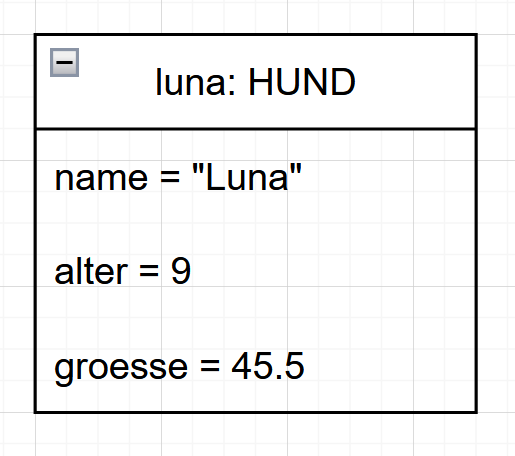 luna: HUND
name = "Luna"
alter = 9
groesse = 45.5